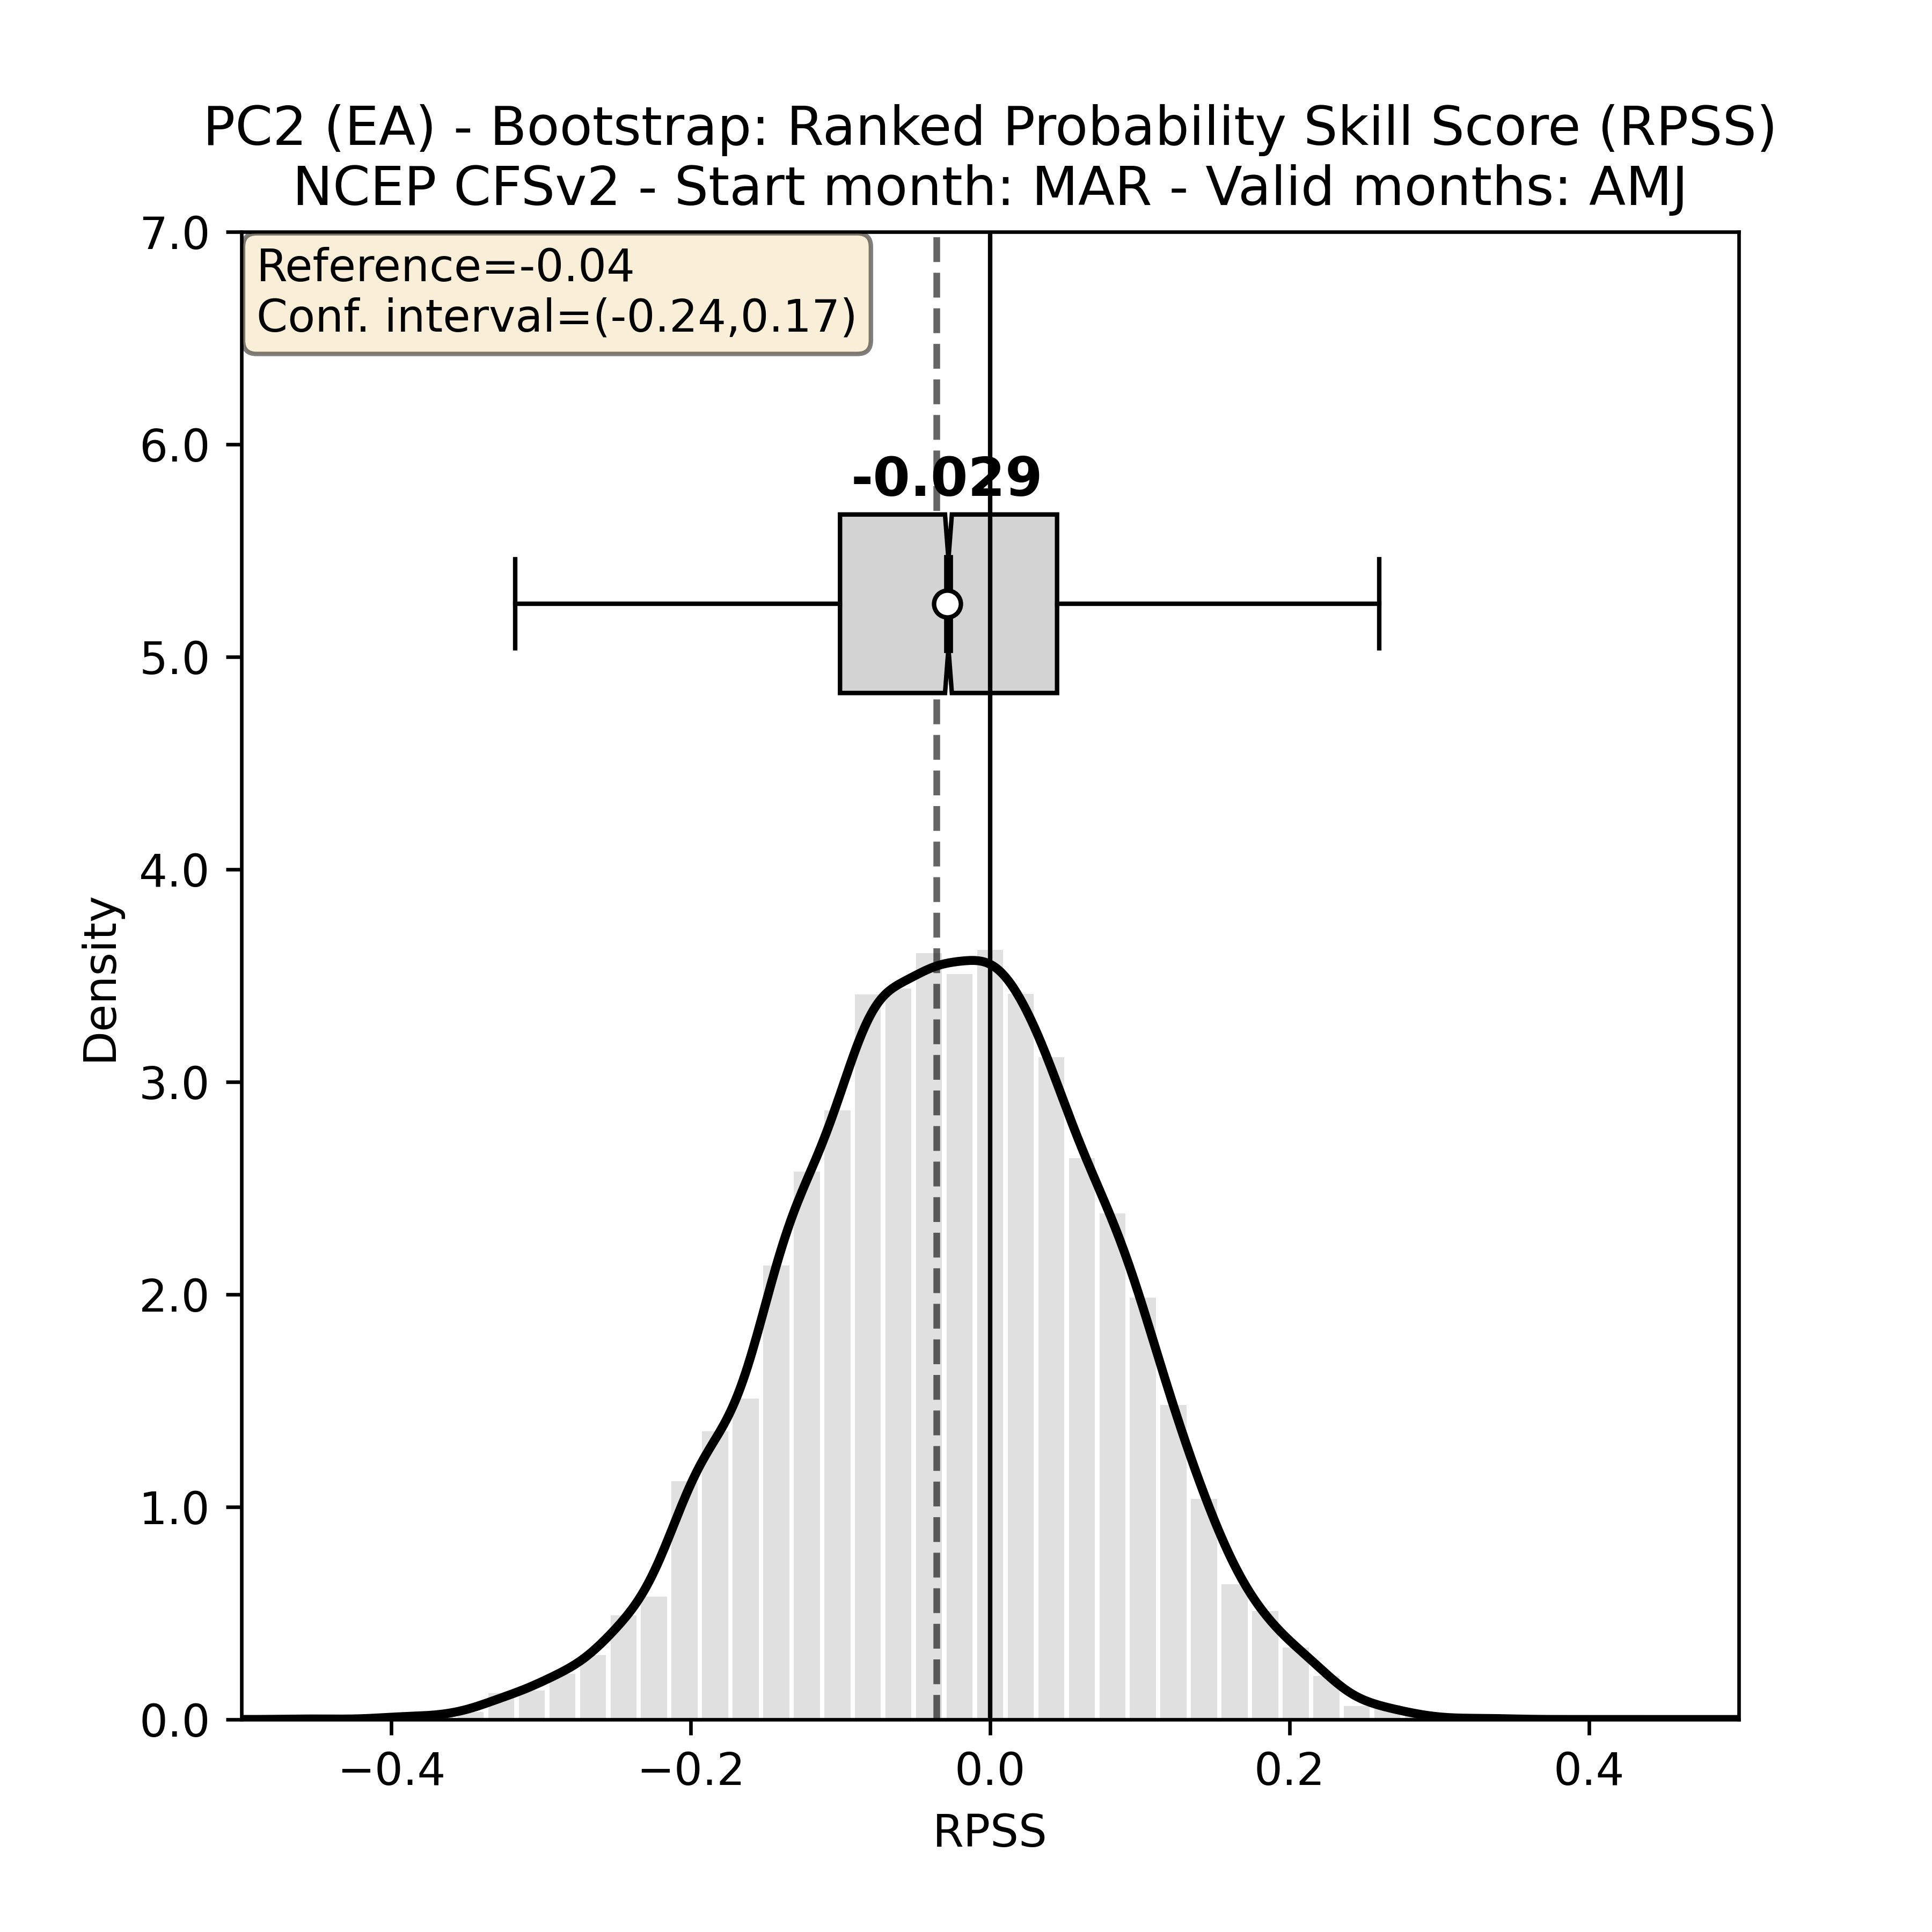 PC2 (EA) - Bootstrap: Ranked Probability Skill Score (RPSS)
NCEP CFSv2 - Start month: MAR - Valid months: AMJ
Reference=-0.04
Conf. interval=(-0.24,0.17)
-0.029
7.0
6.0
5.0
4.0
3.0
2.0
1.0
0.0
Density
−0.4
−0.2
0.0
0.2
0.4
RPSS